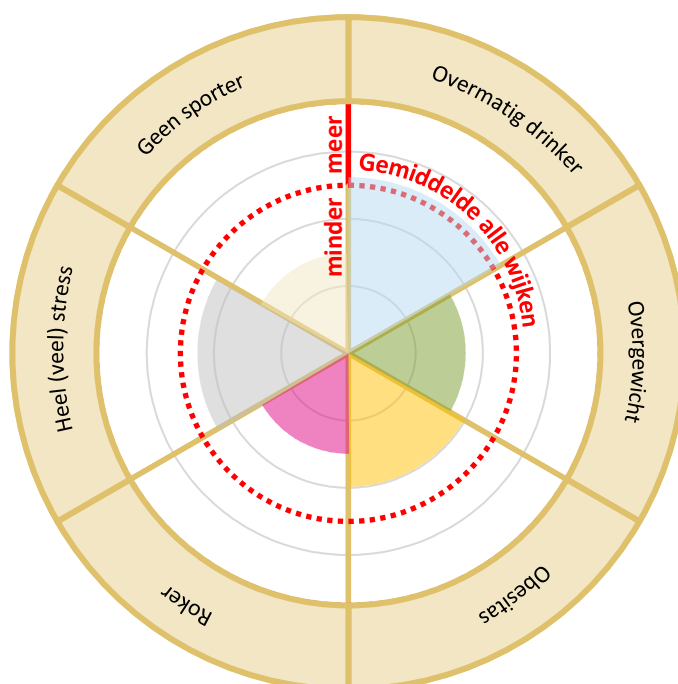 Geen sporter
Overmatig drinker
meer
Gemiddelde alle wijken
minder
Heel (veel) stress
Overgewicht
Roker
Obesitas